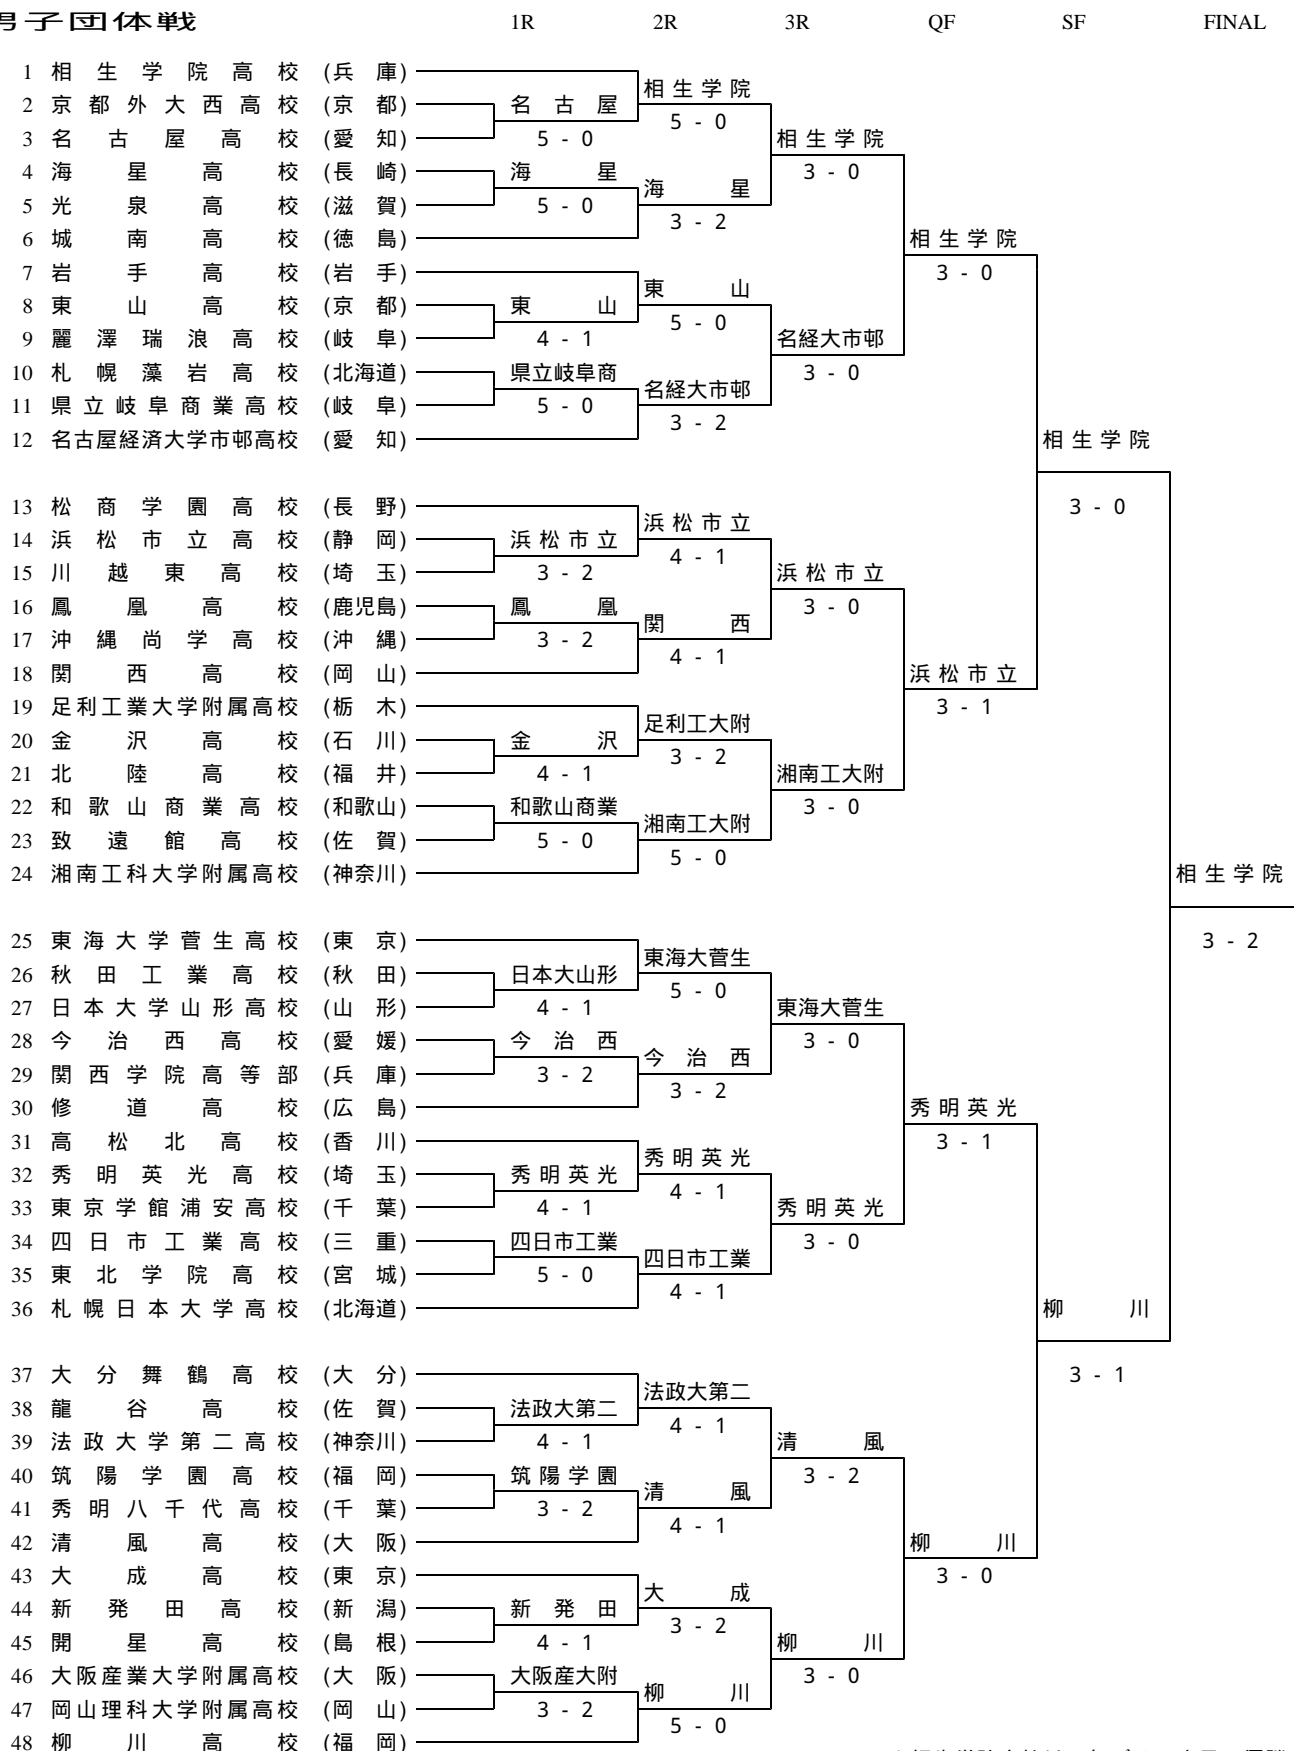 男子団体戦 1R 2R 3R QF SF FINAL
1 相生学院高校 (兵庫)
相生学院
2 京都外大西高校 (京都) 名古屋
5 - 0
3 名古屋高校 (愛知) 5 - 0 相生学院
4 海星高校 (長崎) 海星 3 - 0
海星
5 光泉高校 (滋賀) 5 - 0
3 - 2
6 城南高校 (徳島) 相生学院
7 岩手高校 (岩手) 3 - 0
東山
8 東山高校 (京都) 東山
5 - 0
9 麗澤瑞浪高校 (岐阜) 4 - 1 名経大市邨
10 札幌藻岩高校 (北海道) 県立岐阜商 3 - 0
名経大市邨
11 県立岐阜商業高校 (岐阜) 5 - 0
3 - 2
12 名古屋経済大学市邨高校 (愛知) 相生学院
13 松商学園高校 (長野) 3 - 0
浜松市立
14 浜松市立高校 (静岡) 浜松市立
4 - 1
15 川越東高校 (埼玉) 3 - 2 浜松市立
16 鳳凰高校 (鹿児島) 鳳凰 3 - 0
関西
17 沖縄尚学高校 (沖縄) 3 - 2
4 - 1
18 関西高校 (岡山) 浜松市立
19 足利工業大学附属高校 (栃木) 3 - 1
足利工大附
20 金沢高校 (石川) 金沢
3 - 2
21 北陸高校 (福井) 4 - 1 湘南工大附
22 和歌山商業高校 (和歌山) 和歌山商業 3 - 0
湘南工大附
23 致遠館高校 (佐賀) 5 - 0
5 - 0
24 湘南工科大学附属高校 (神奈川) 相生学院
25 東海大学菅生高校 (東京) 3 - 2
東海大菅生
26 秋田工業高校 (秋田) 日本大山形
5 - 0
27 日本大学山形高校 (山形) 4 - 1 東海大菅生
28 今治西高校 (愛媛) 今治西 3 - 0
今治西
29 関西学院高等部 (兵庫) 3 - 2
3 - 2
30 修道高校 (広島) 秀明英光
31 高松北高校 (香川) 3 - 1
秀明英光
32 秀明英光高校 (埼玉) 秀明英光
4 - 1
33 東京学館浦安高校 (千葉) 4 - 1 秀明英光
34 四日市工業高校 (三重) 四日市工業 3 - 0
四日市工業
35 東北学院高校 (宮城) 5 - 0
4 - 1
36 札幌日本大学高校 (北海道) 柳川
37 大分舞鶴高校 (大分) 3 - 1
法政大第二
38 龍谷高校 (佐賀) 法政大第二
4 - 1
39 法政大学第二高校 (神奈川) 4 - 1 清風
40 筑陽学園高校 (福岡) 筑陽学園 3 - 2
清風
41 秀明八千代高校 (千葉) 3 - 2
4 - 1
42 清風高校 (大阪) 柳川
43 大成高校 (東京) 3 - 0
大成
44 新発田高校 (新潟) 新発田
3 - 2
45 開星高校 (島根) 4 - 1 柳川
46 大阪産業大学附属高校 (大阪) 大阪産大附 3 - 0
柳川
47 岡山理科大学附属高校 (岡山) 3 - 2
5 - 0
48 柳川高校 (福岡)